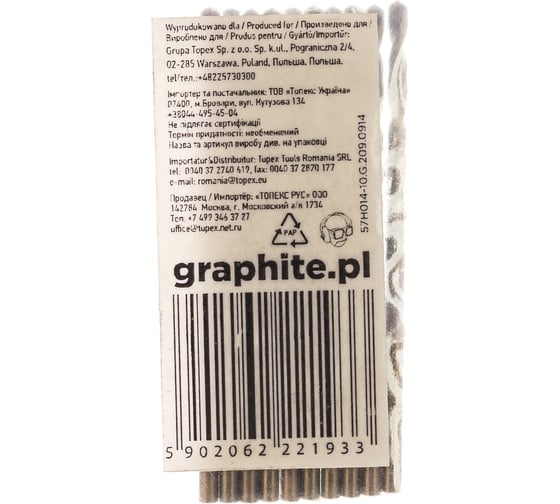 Wyprodukowano dla / Produced for / Произведено для /
Вироблено для / Produs pentru / Gyártó/Importőr:
Grupa Topex Sp. z o.o. Sp. k.ul., Pograniczna 2/4,
02-285 Warszawa, Poland, Польша, Польша.
tel/тел.:+48225730300
Імпортер та постачальник: ТОВ «Топекс Україна»
07400, м.Бровари, вул. Кутузова 134
+38044-495-45-04
Не підлягає сертифікації
Термін придатності: необмежений
Назва та артикул виробу див. на упаковці
Importator&Distribuitor: Topex Tools Romania SRL
tel: 0040 37 2740 619, fax: 0040 37 2870 177
e-mail: romania@topex.eu
Продавец / Импортёр: «ТОПЕКС РУС» ООО
142784 Москва, г. Московский а/я 1734
Тел. +7 499 346 37 27
office@topex.net.ru
PAP
57H014-10.G.209.0914
graphite.pl
5 902062 221933